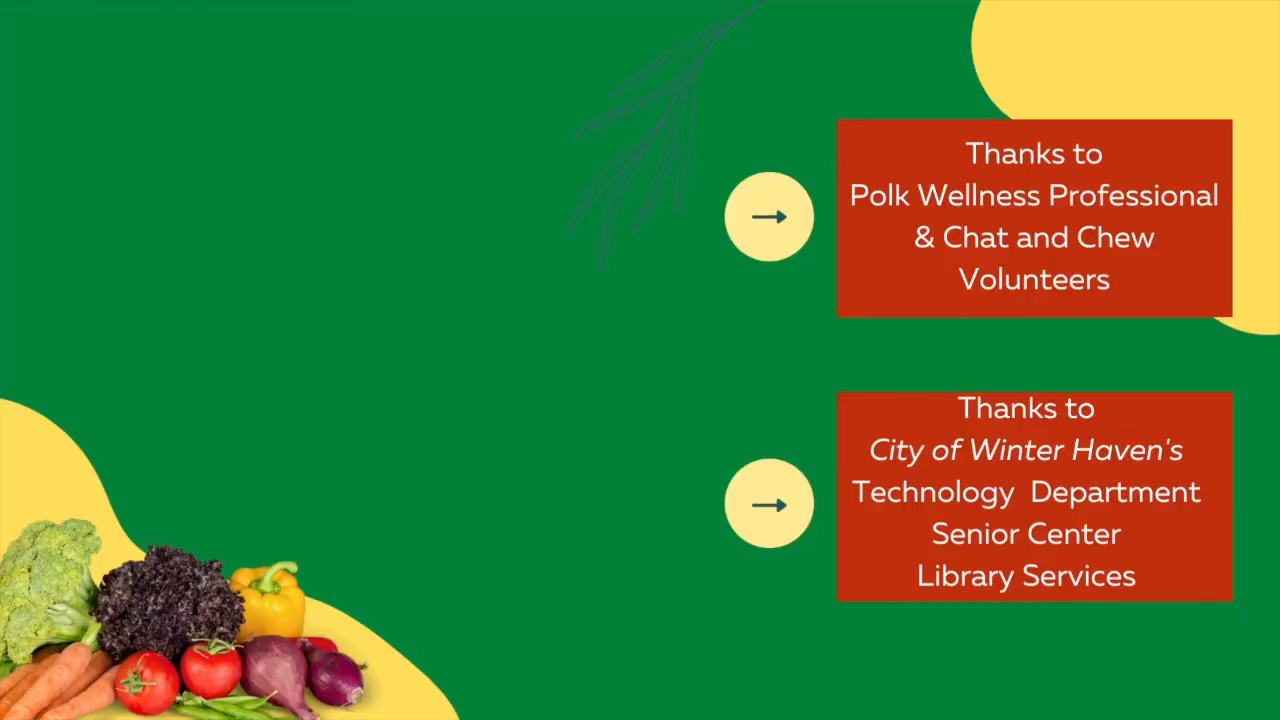 Thanks to
Polk Wellness Professional
& Chat and Chew
Volunteers
Thanks to
City of Winter Haven's
Technology Department
Senior Center
Library Services